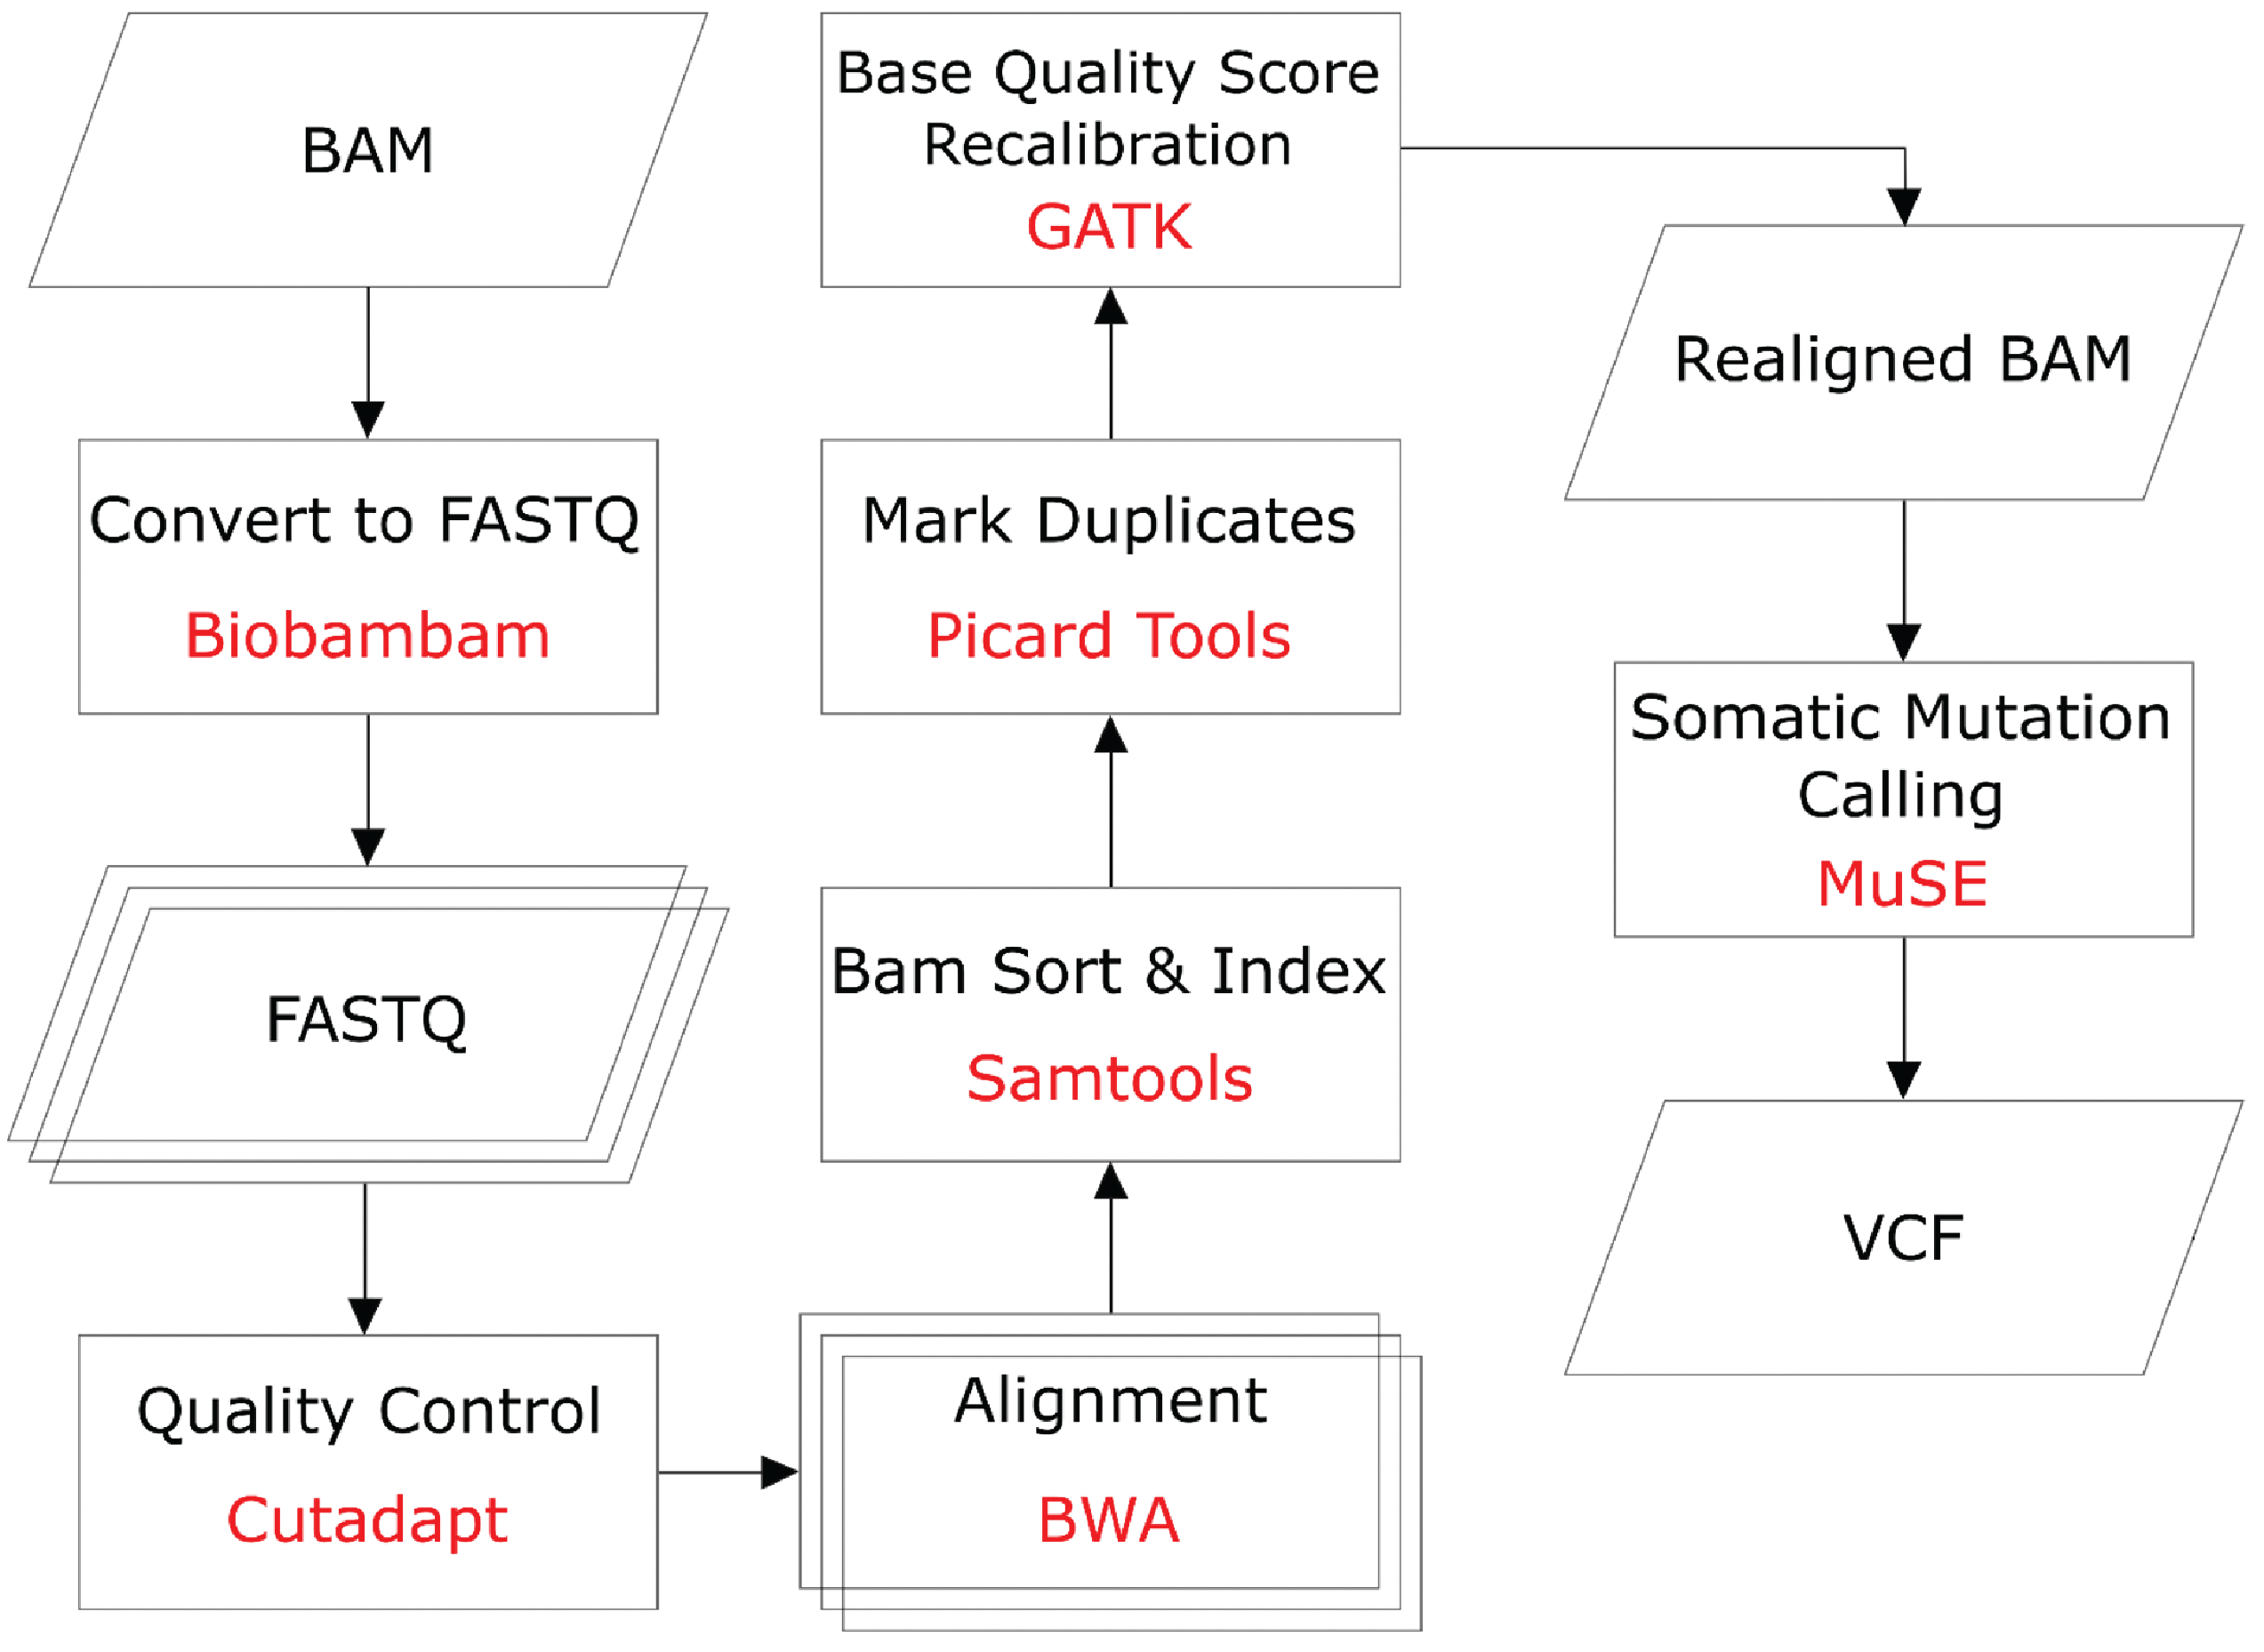 BAM
Convert to FASTQ
Biobambam
FASTQ
Quality Control
Cutadapt
Alignment
BWA
Bam Sort & Index
Samtools
Mark Duplicates
Picard Tools
Base Quality Score
Recalibration
GATK
Realigned BAM
Somatic Mutation
Calling
MuSE
VCF